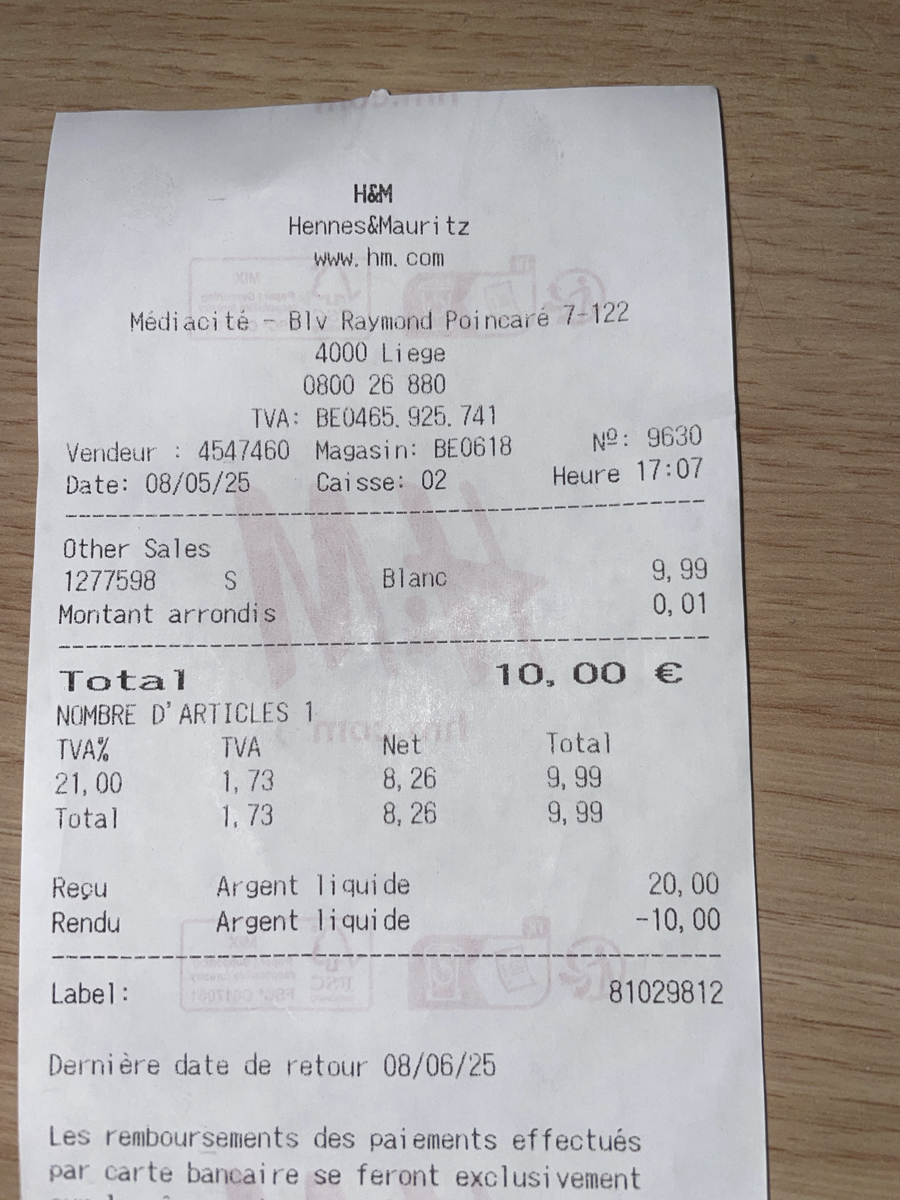 H&M
Hennes&Mauritz
www.hm.com
Médiacité - Blv Raymond Poincaré 7-122
4000 Liege
0800 26 880
TVA: BE0465.925.741
Vendeur : 4547460 Magasin: BE0618 Nº: 9630
Date: 08/05/25 Caisse: 02 Heure 17:07
Other Sales
1277598 S Blanc 9,99
Montant arrondis 0,01
Total 10,00 €
NOMBRE D'ARTICLES 1
TVA% TVA Net Total
21,00 1,73 8,26 9,99
Total 1,73 8,26 9,99
Reçu Argent liquide 20,00
Rendu Argent liquide -10,00
Label: 81029812
Dernière date de retour 08/06/25
Les remboursements des paiements effectués
par carte bancaire se feront exclusivement